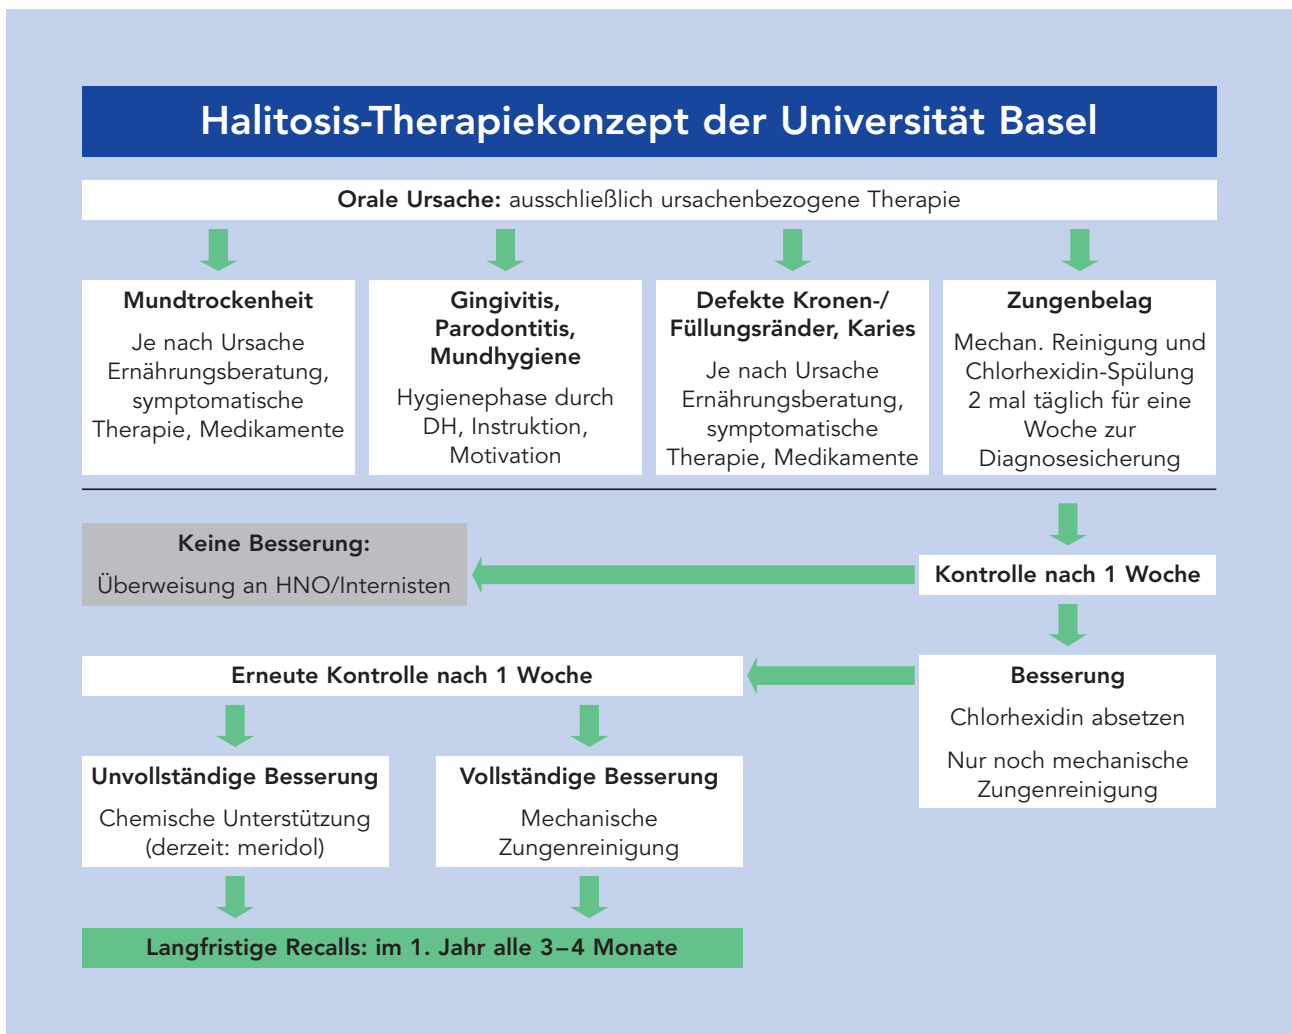 Halitosis-Therapiekonzept der Universität Basel
Orale Ursache: ausschließlich ursachenbezogene Therapie
Mundtrockenheit
Je nach Ursache
Ernährungsberatung,
symptomatische
Therapie, Medikamente
Gingivitis,
Parodontitis,
Mundhygiene
Hygienephase durch
DH, Instruktion,
Motivation
Defekte Kronen-/
Füllungsränder, Karies
Je nach Ursache
Ernährungsberatung,
symptomatische
Therapie, Medikamente
Zungenbelag
Mechan. Reinigung und
Chlorhexidin-Spülung
2 mal täglich für eine
Woche zur
Diagnosesicherung
Keine Besserung:
Überweisung an HNO/Internisten
Kontrolle nach 1 Woche
Erneute Kontrolle nach 1 Woche
Besserung
Chlorhexidin absetzen
Nur noch mechanische
Zungenreinigung
Unvollständige Besserung
Chemische Unterstützung
(derzeit: meridol)
Vollständige Besserung
Mechanische
Zungenreinigung
Langfristige Recalls: im 1. Jahr alle 3–4 Monate